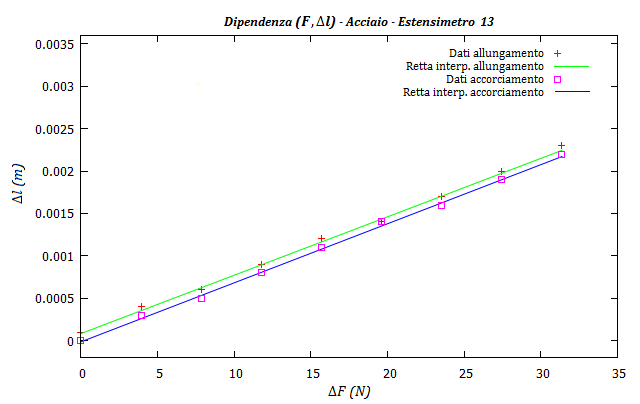 Dipendenza (F, Δl) - Acciaio - Estensimetro 13
0.0035
0.003
0.0025
0.002
0.0015
0.001
0.0005
0
Δl (m)
Dati allungamento
Retta interp. allungamento
Dati accorciamento
Retta interp. accorciamento
0 5 10 15 20 25 30 35
ΔF (N)